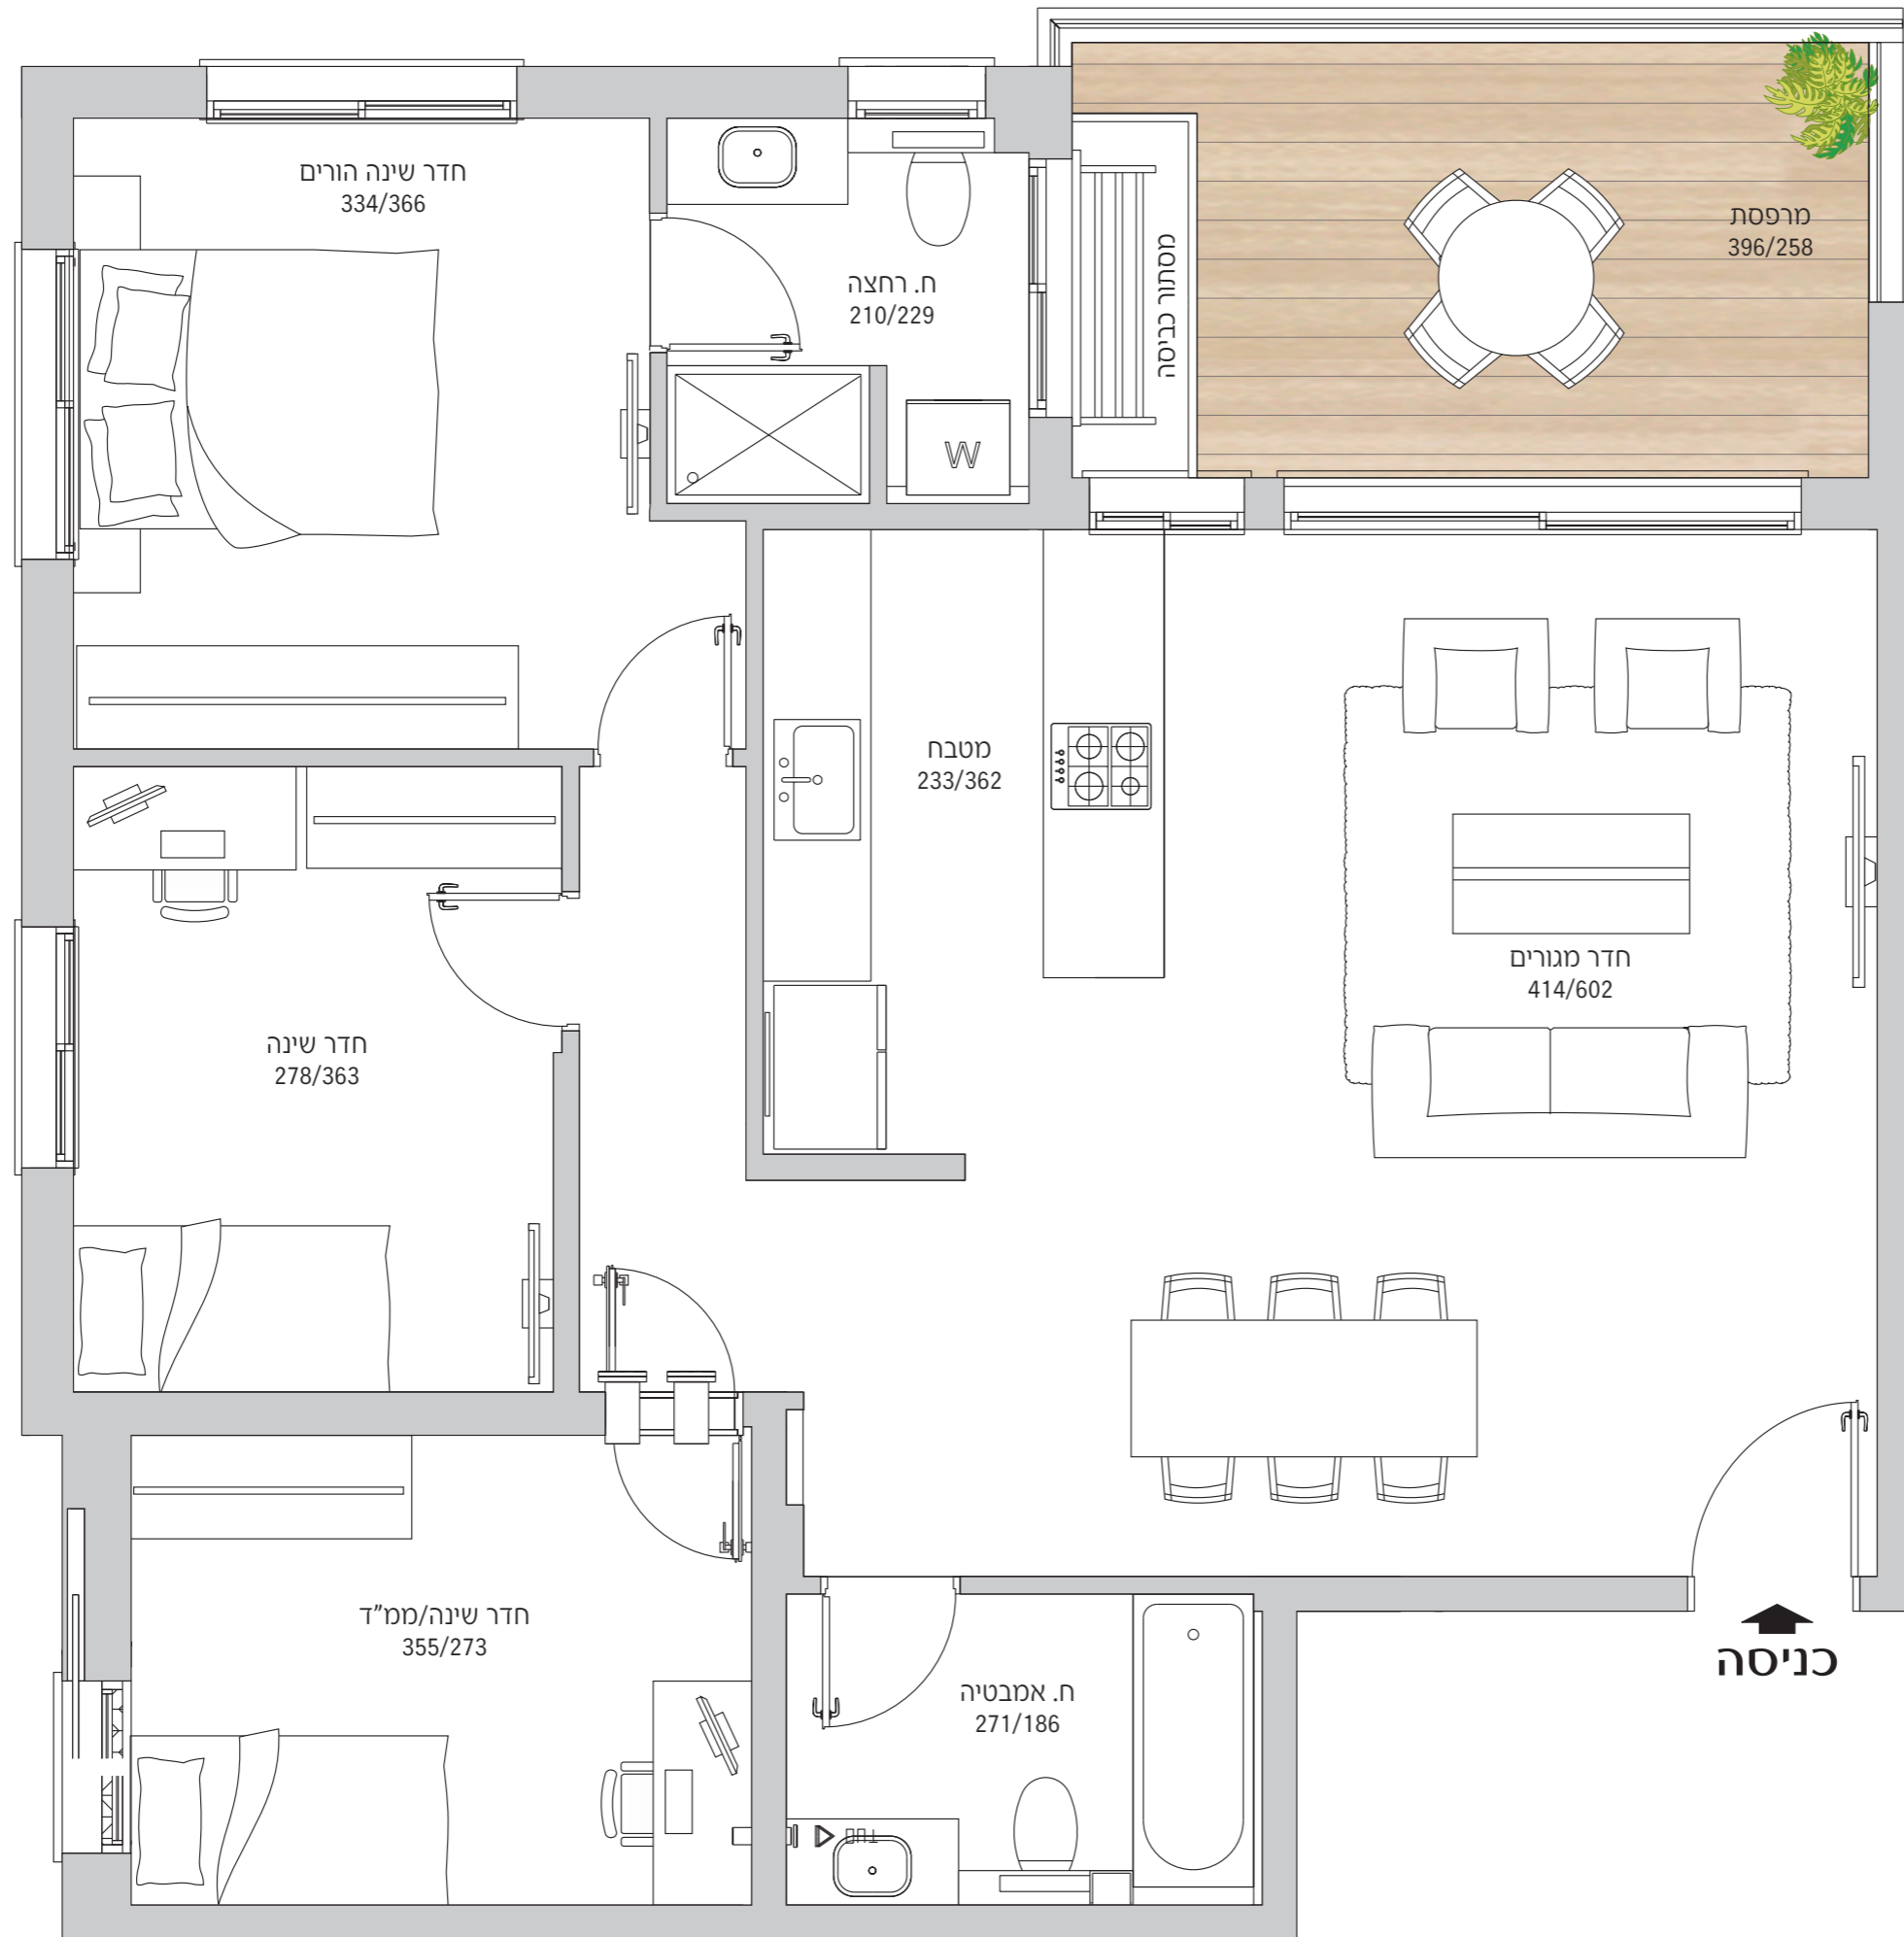 חדר שינה הורים
334/366
ח. רחצה
210/229
מסתור כביסה
מרפסת
396/258
W
מטבח
233/362
חדר מגורים
414/602
חדר שינה
278/363
חדר שינה/ממ"ד
355/273
ח. אמבטיה
271/186
כניסה